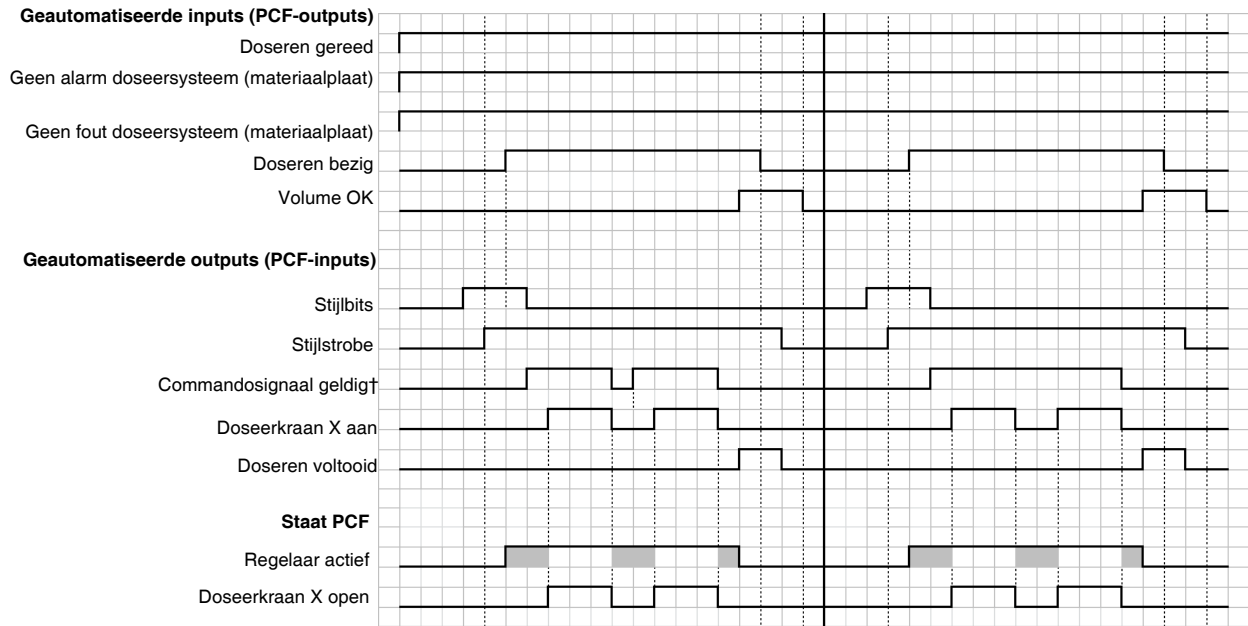 Geautomatiseerde inputs (PCF-outputs)
Doseren gereed
Geen alarm doseersysteem (materiaalplaat)
Geen fout doseersysteem (materiaalplaat)
Doseren bezig
Volume OK
Geautomatiseerde outputs (PCF-inputs)
Stijlbits
Stijlstrobe
Commandosignaal geldig†
Doseerkraan X aan
Doseren voltooid
Staat PCF
Regelaar actief
Doseerkraan X open